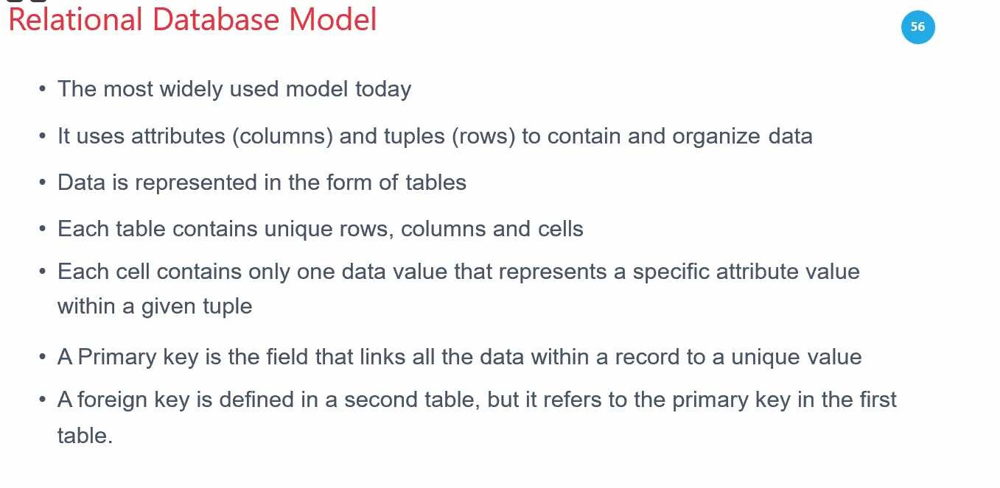 Relational Database Model
56
• The most widely used model today
• It uses attributes (columns) and tuples (rows) to contain and organize data
• Data is represented in the form of tables
• Each table contains unique rows, columns and cells
• Each cell contains only one data value that represents a specific attribute value
within a given tuple
• A Primary key is the field that links all the data within a record to a unique value
• A foreign key is defined in a second table, but it refers to the primary key in the first
table.